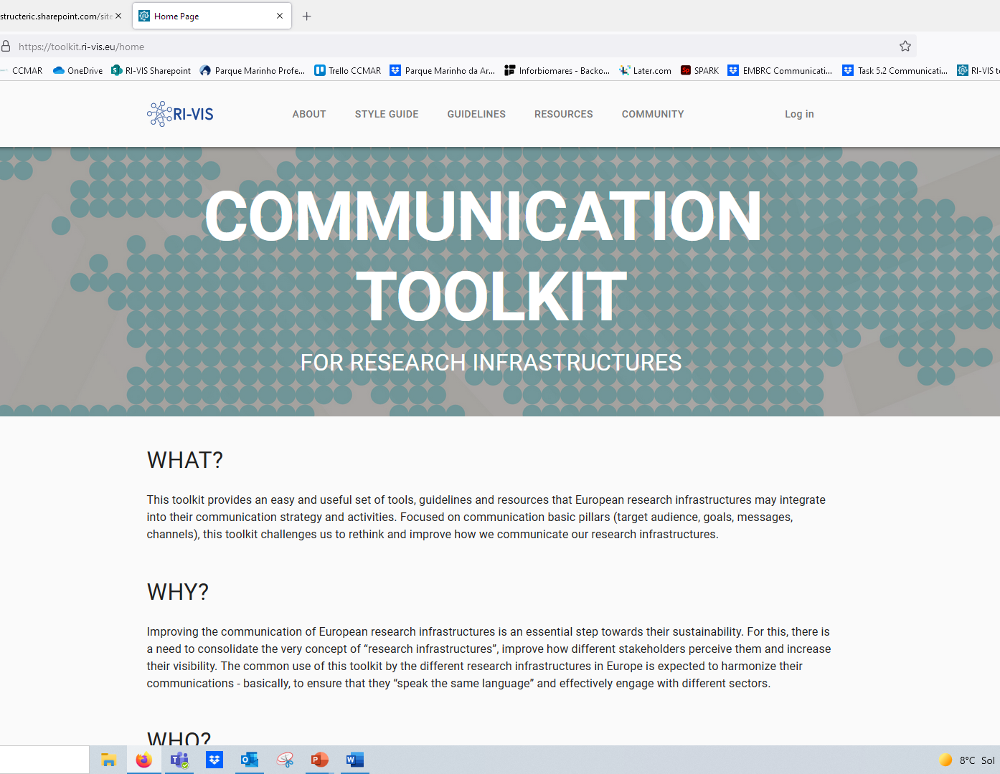 structeric.sharepoint.com/site
Home Page
https://toolkit.ri-vis.eu/home
CCMAR OneDrive RI-VIS Sharepoint Parque Marinho Profe... Trello CCMAR Parque Marinho da Ar... Inforbiomares - Backo... Later.com SPARK EMBRC Communicati... Task 5.2 Communicati... RI-VIS to
RI-VIS ABOUT STYLE GUIDE GUIDELINES RESOURCES COMMUNITY Log in
COMMUNICATION
TOOLKIT
FOR RESEARCH INFRASTRUCTURES
WHAT?
This toolkit provides an easy and useful set of tools, guidelines and resources that European research infrastructures may integrate
into their communication strategy and activities. Focused on communication basic pillars (target audience, goals, messages,
channels), this toolkit challenges us to rethink and improve how we communicate our research infrastructures.
WHY?
Improving the communication of European research infrastructures is an essential step towards their sustainability. For this, there is
a need to consolidate the very concept of “research infrastructures”, improve how different stakeholders perceive them and increase
their visibility. The common use of this toolkit by the different research infrastructures in Europe is expected to harmonize their
communications - basically, to ensure that they “speak the same language” and effectively engage with different sectors.
WHO?
8°C Sol